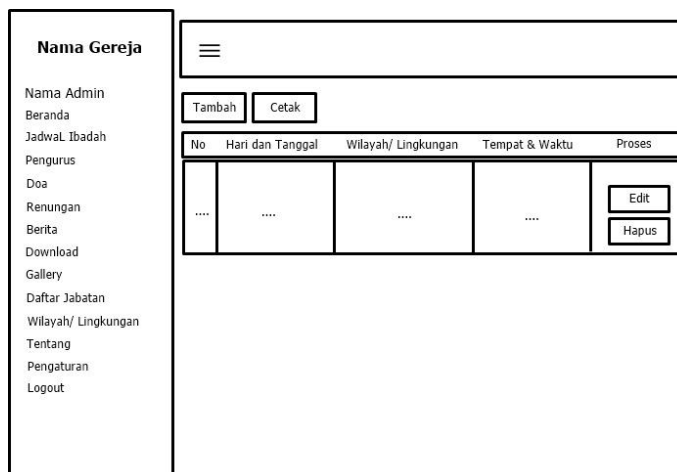 Nama Gereja
Nama Admin
Beranda
JadwaL Ibadah
Pengurus
Doa
Renungan
Berita
Download
Gallery
Daftar Jabatan
Wilayah/ Lingkungan
Tentang
Pengaturan
Logout
Tambah Cetak
No Hari dan Tanggal Wilayah/ Lingkungan Tempat & Waktu Proses
.... .... .... .... Edit
Hapus